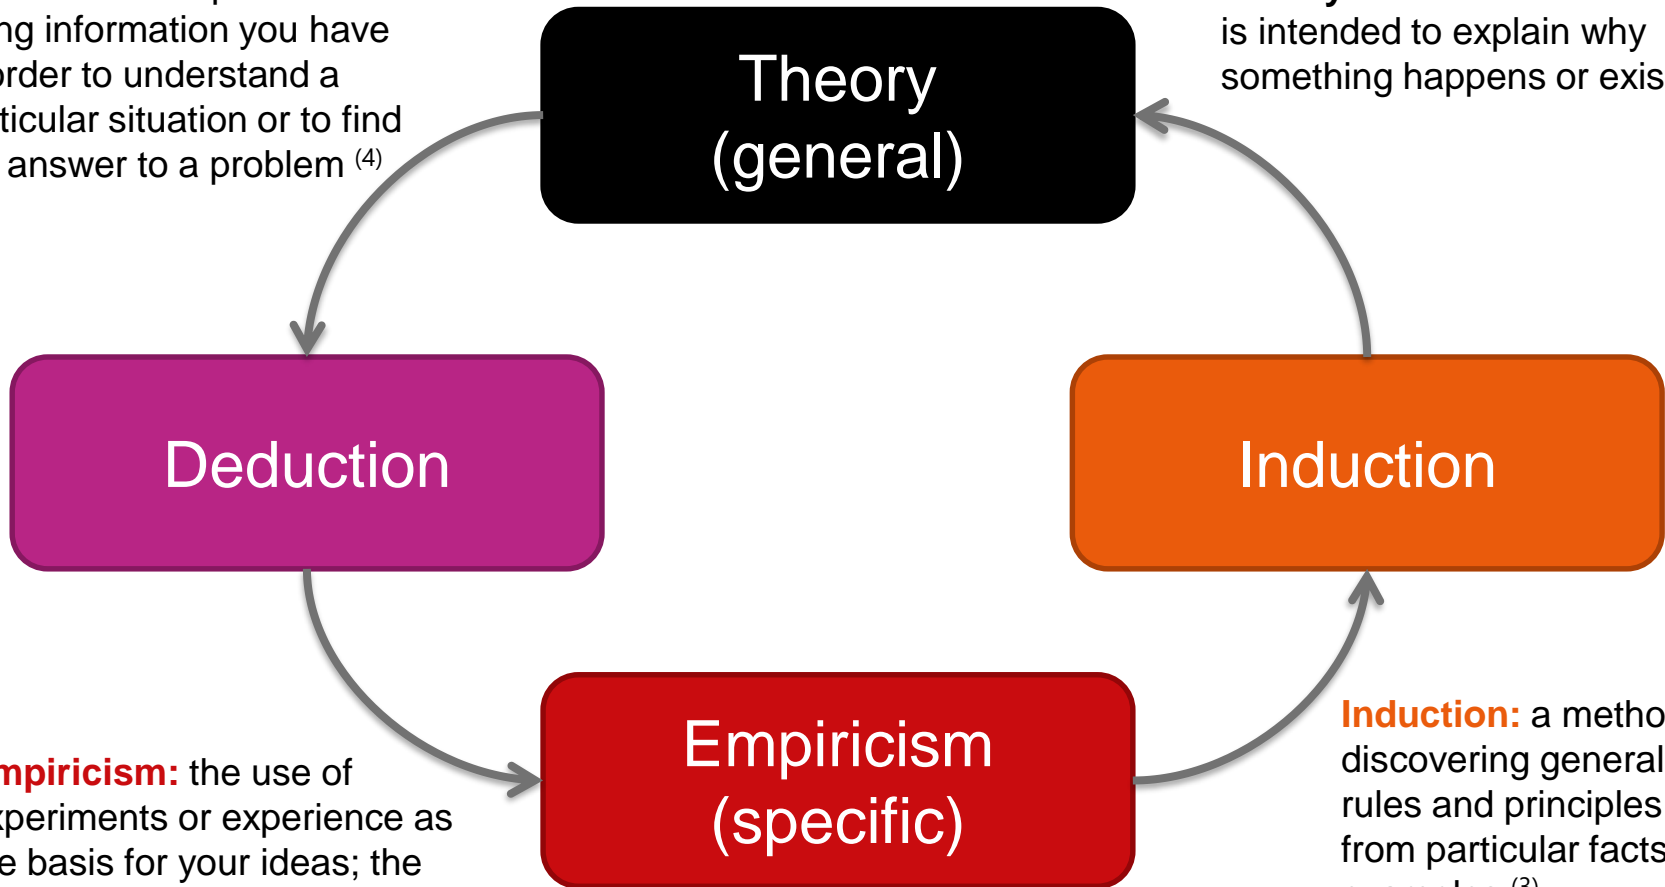 ng information you have
order to understand a
ticular situation or to find
answer to a problem (4)
Theory
(general)
is intended to explain why
something happens or exis
Deduction
Induction
Empiricism
(specific)
mpiricism: the use of
xperiments or experience as
e basis for your ideas; the
Induction: a metho
discovering general
rules and principles
from particular facts
(3)